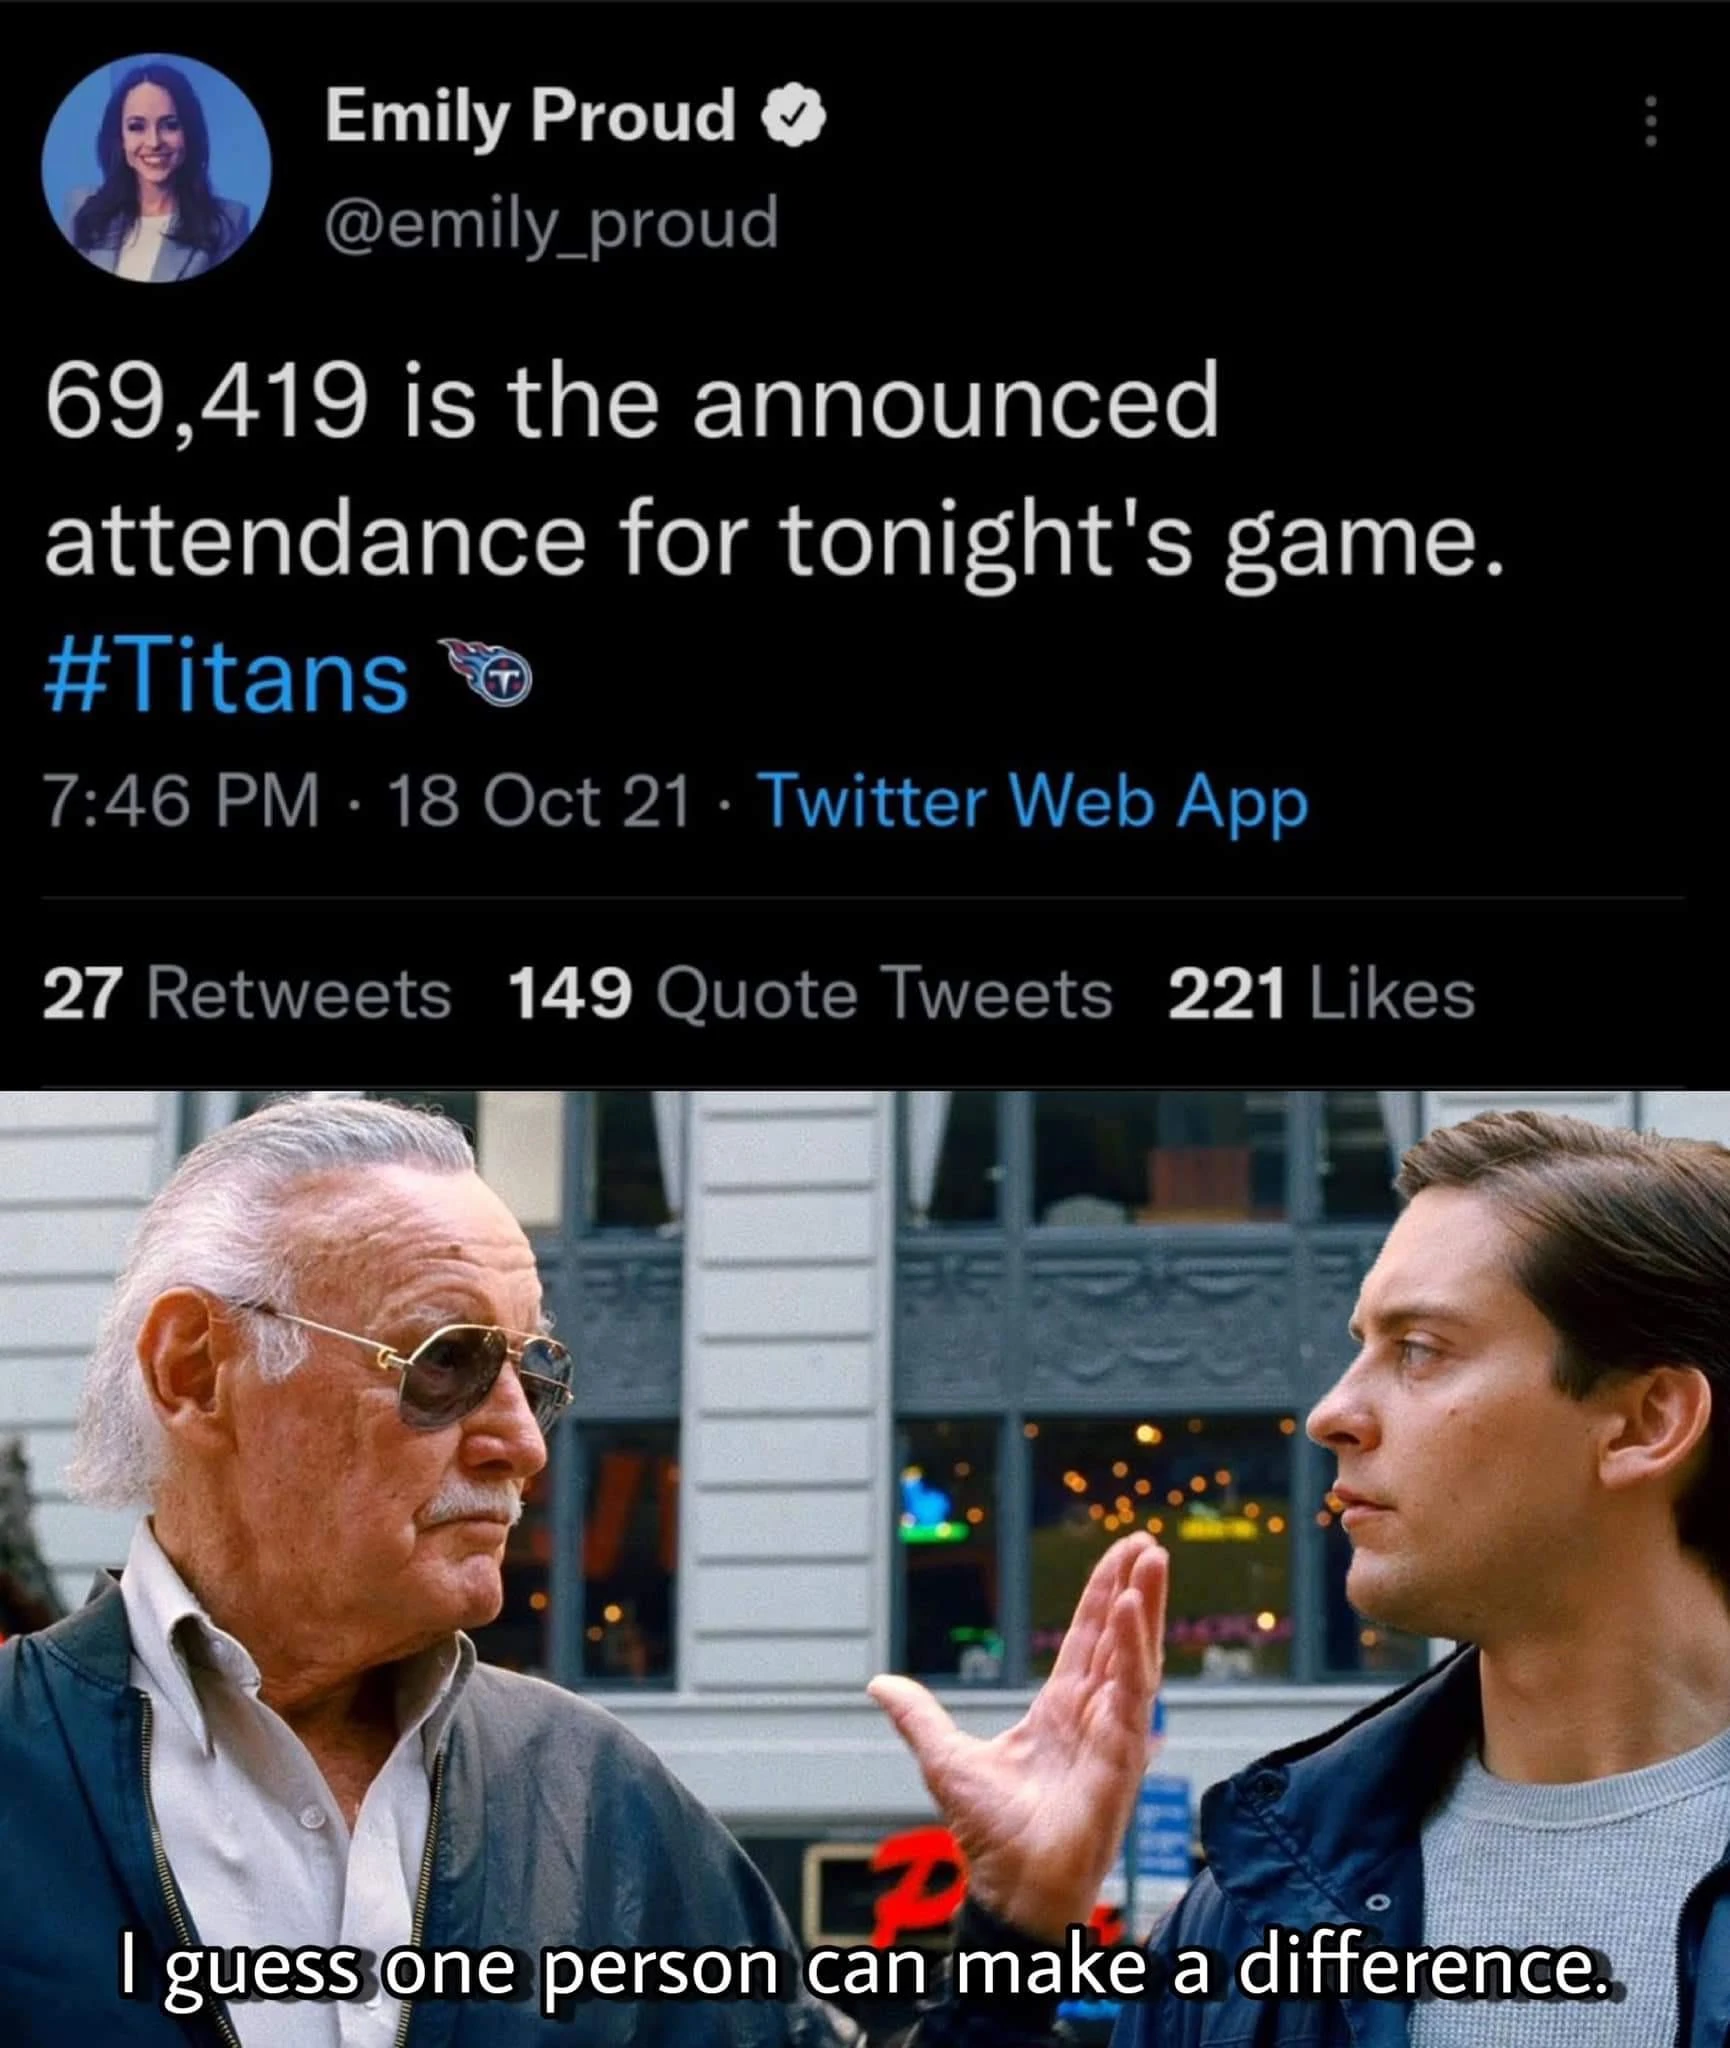 Emily Proud
@emily_proud
69,419 is the announced
attendance for tonight's game.
#Titans
7:46 PM · 18 Oct 21 · Twitter Web App
27 Retweets 149 Quote Tweets 221 Likes
I guess one person can make a difference.